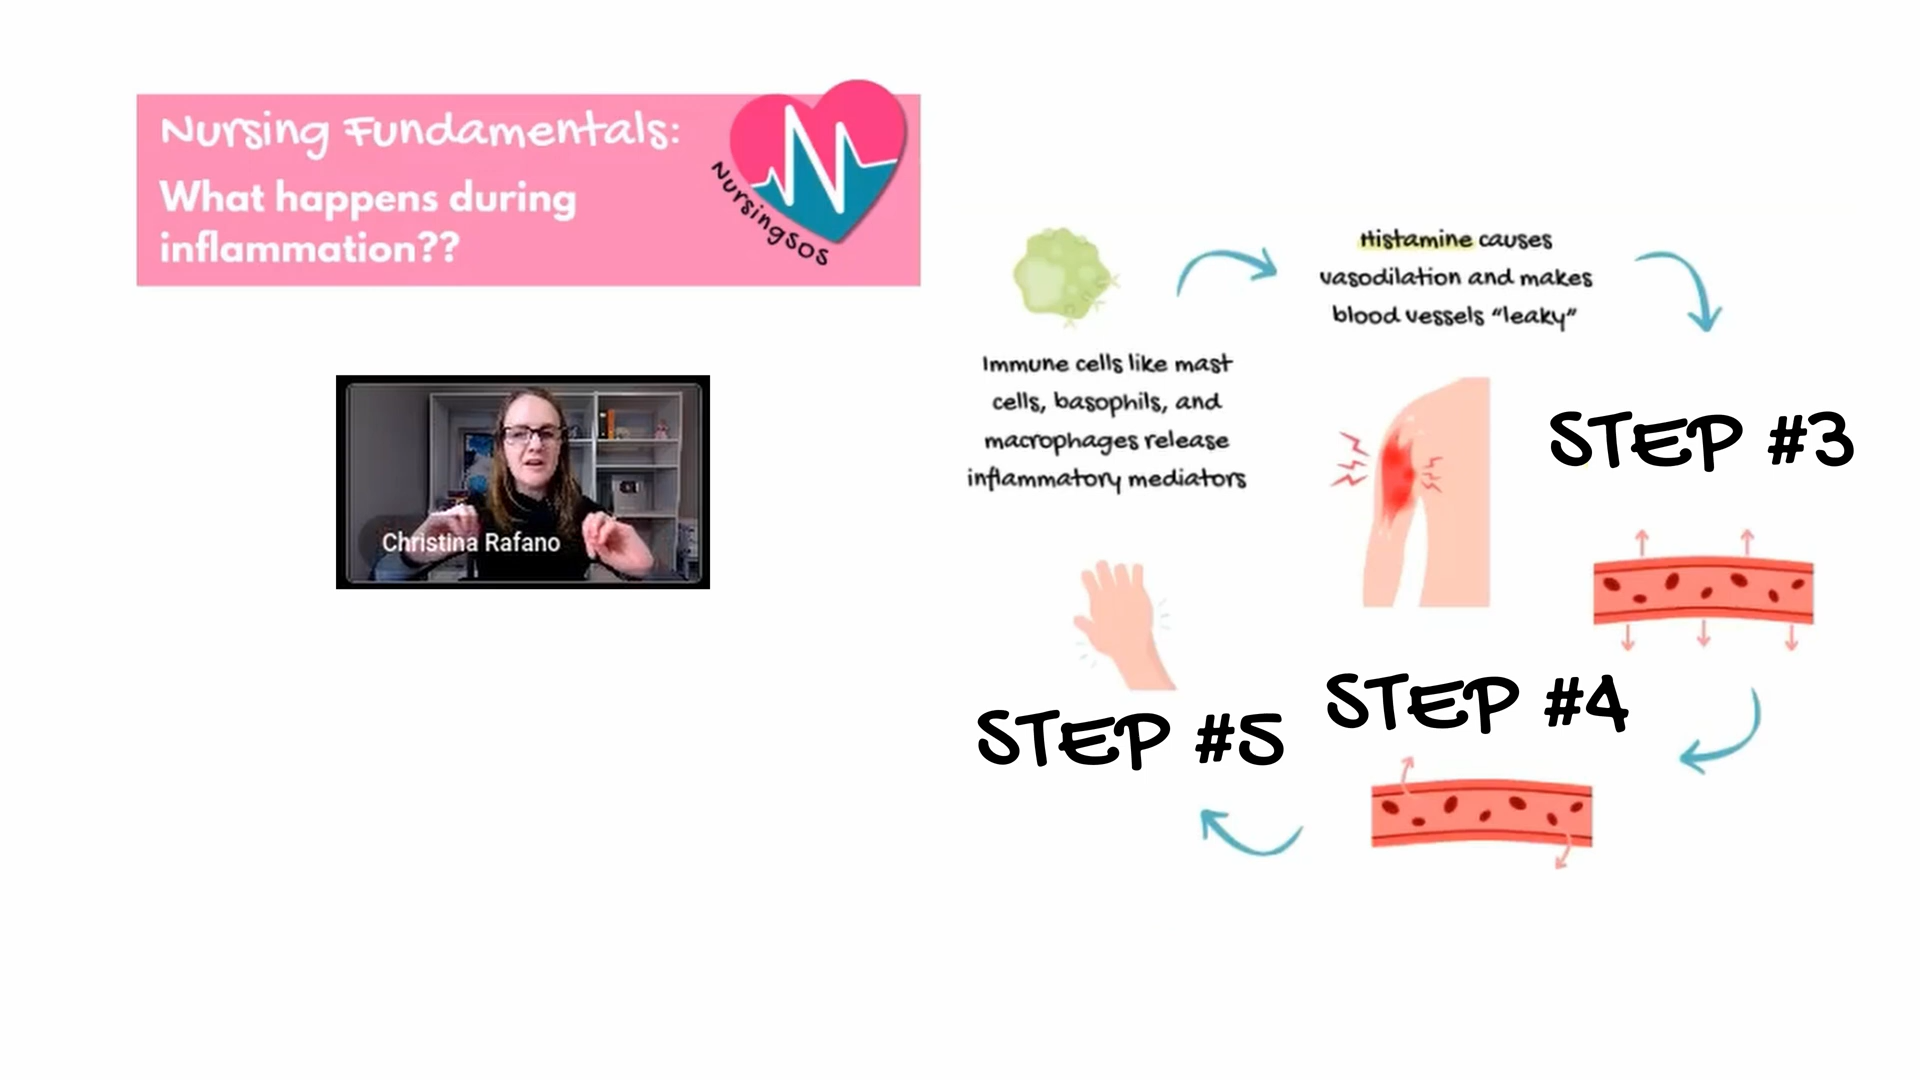 Nursing Fundamentals:
What happens during
inflammation??
NursingSOS
Christina Rafano
Immune cells like mast
cells, basophils, and
macrophages release
inflammatory mediators
Histamine causes
vasodilation and makes
blood vessels “leaky”
STEP #3
STEP #4
STEP #5